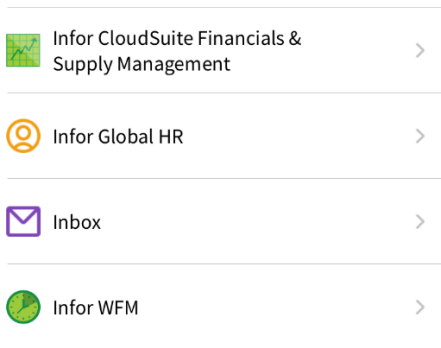 Infor CloudSuite Financials &
Supply Management
Infor Global HR
Inbox
Infor WFM